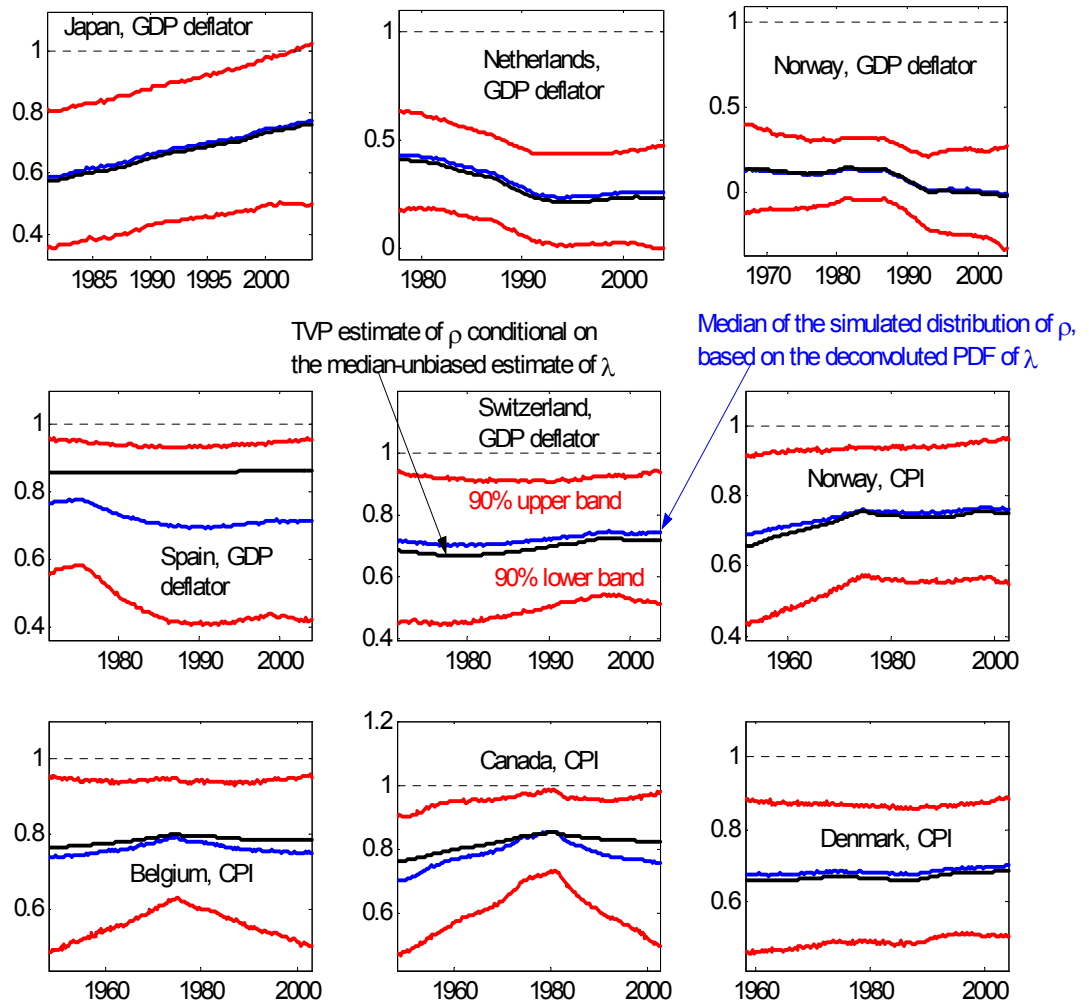 Japan, GDP deflator
1
0.8
0.6
0.4
1985 1990 1995 2000
Netherlands,
GDP deflator
1
0.5
0
1980 1990 2000
Norway, GDP deflator
1
0.5
0
1970 1980 1990 2000
TVP estimate of ρ conditional on
the median-unbiased estimate of λ
Median of the simulated distribution of ρ,
based on the deconvoluted PDF of λ
1
0.8
0.6
0.4
Spain, GDP
deflator
1980 1990 2000
Switzerland,
GDP deflator
90% upper band
90% lower band
1
0.8
0.6
0.4
1980 1990 2000
Norway, CPI
1
0.8
0.6
0.4
1960 1980 2000
1
0.8
0.6
Belgium, CPI
1960 1980 2000
1.2
1
0.8
0.6
Canada, CPI
1960 1980 2000
1
0.8
0.6
Denmark, CPI
1960 1980 2000